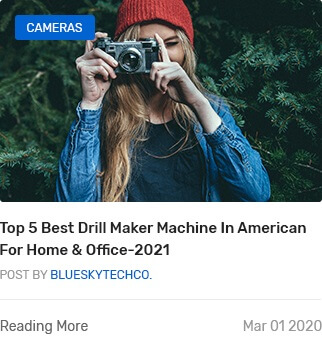 CAMERAS
Top 5 Best Drill Maker Machine In American
For Home & Office-2021
POST BY BLUESKYTECHCO.
Reading More
Mar 01 2020